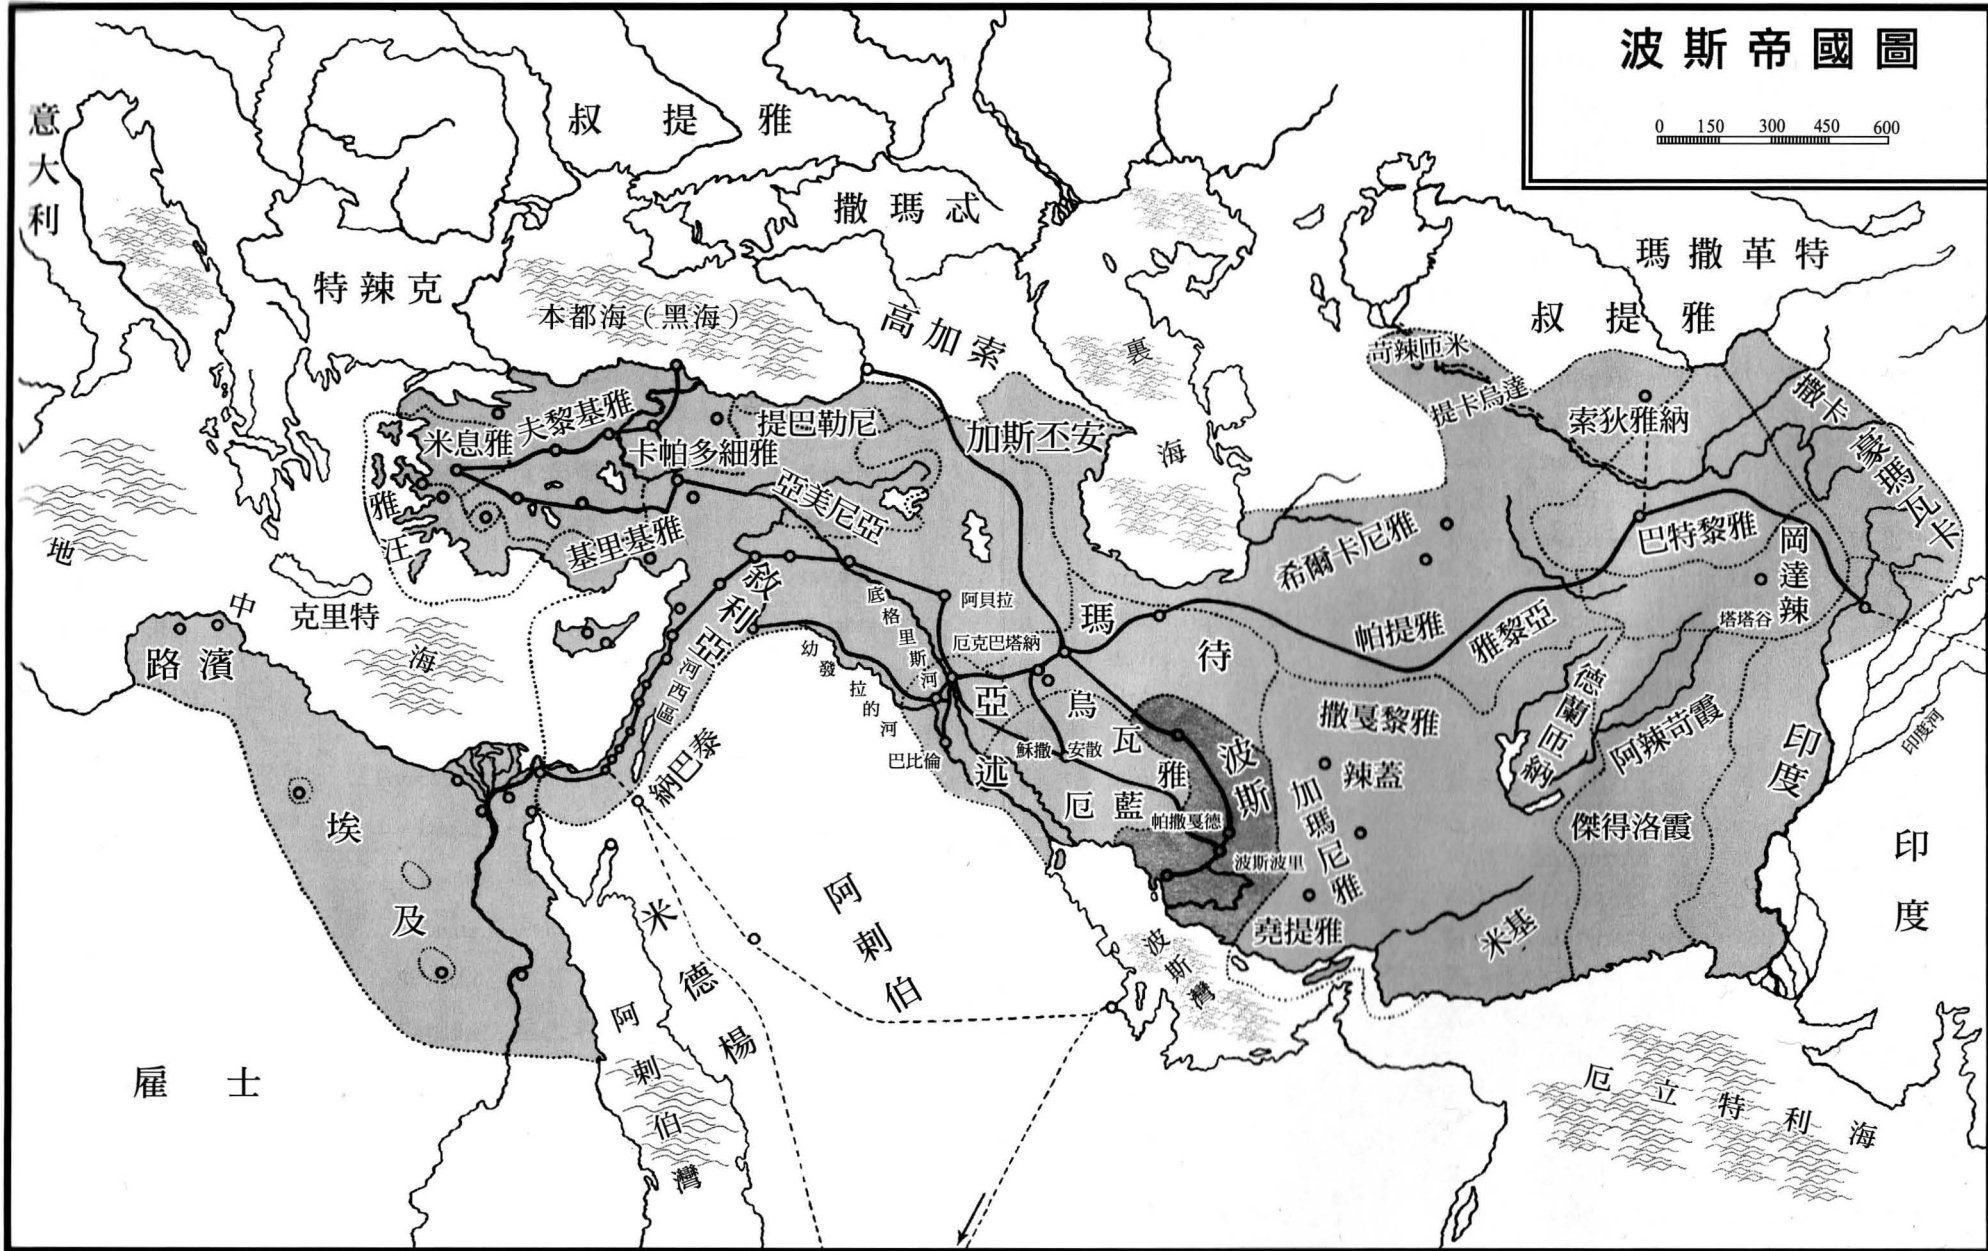 波斯帝國圖
0 150 300 450 600
意大利
叔提雅
撒瑪忒
特辣克
本都海（黑海）
高加索
裏海
瑪撒革特
叔提雅
苛辣匝米
提卡烏達
索狄雅納
撒卡
豪瑪瓦卡
米息雅
夫黎基雅
卡帕多細雅
提巴勒尼
加斯丕安
亞美尼亞
雅汪
基里基雅
敘利亞
河西區
希爾卡尼雅
帕提雅
雅黎亞
巴特黎雅
岡達辣
塔塔谷
地中海
克里特
路濱
底格里斯河
阿貝拉
厄克巴塔納
瑪待
幼發拉的河
巴比倫
亞述
穌撒
安散
烏瓦雅
厄藍
帕撒戛德
波斯
波斯波里
撒戛黎雅
辣蓋
加瑪尼雅
堯提雅
德蘭匝納
阿辣苛霞
傑得洛霞
米基
印度
印度河
印度
納巴泰
埃及
阿剌伯
米德楊
阿剌伯灣
波斯灣
雇士
厄立特利海